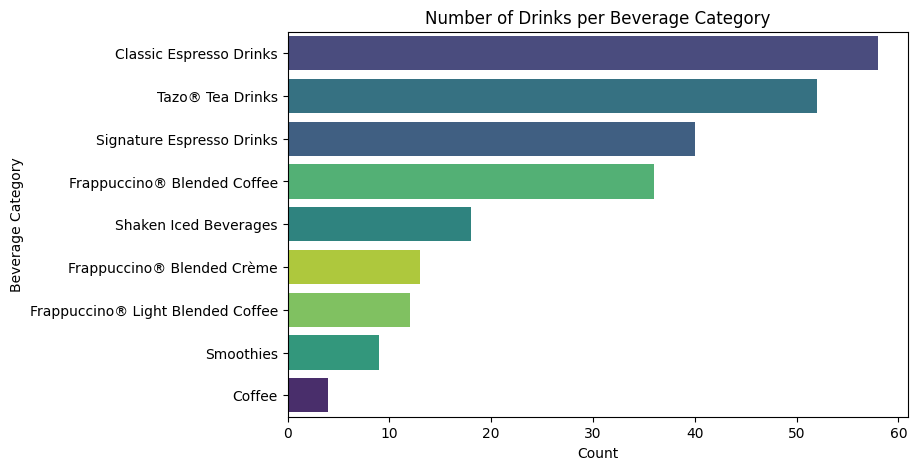 Number of Drinks per Beverage Category
Beverage Category
Classic Espresso Drinks
Tazo® Tea Drinks
Signature Espresso Drinks
Frappuccino® Blended Coffee
Shaken Iced Beverages
Frappuccino® Blended Crème
Frappuccino® Light Blended Coffee
Smoothies
Coffee
0 10 20 30 40 50 60
Count